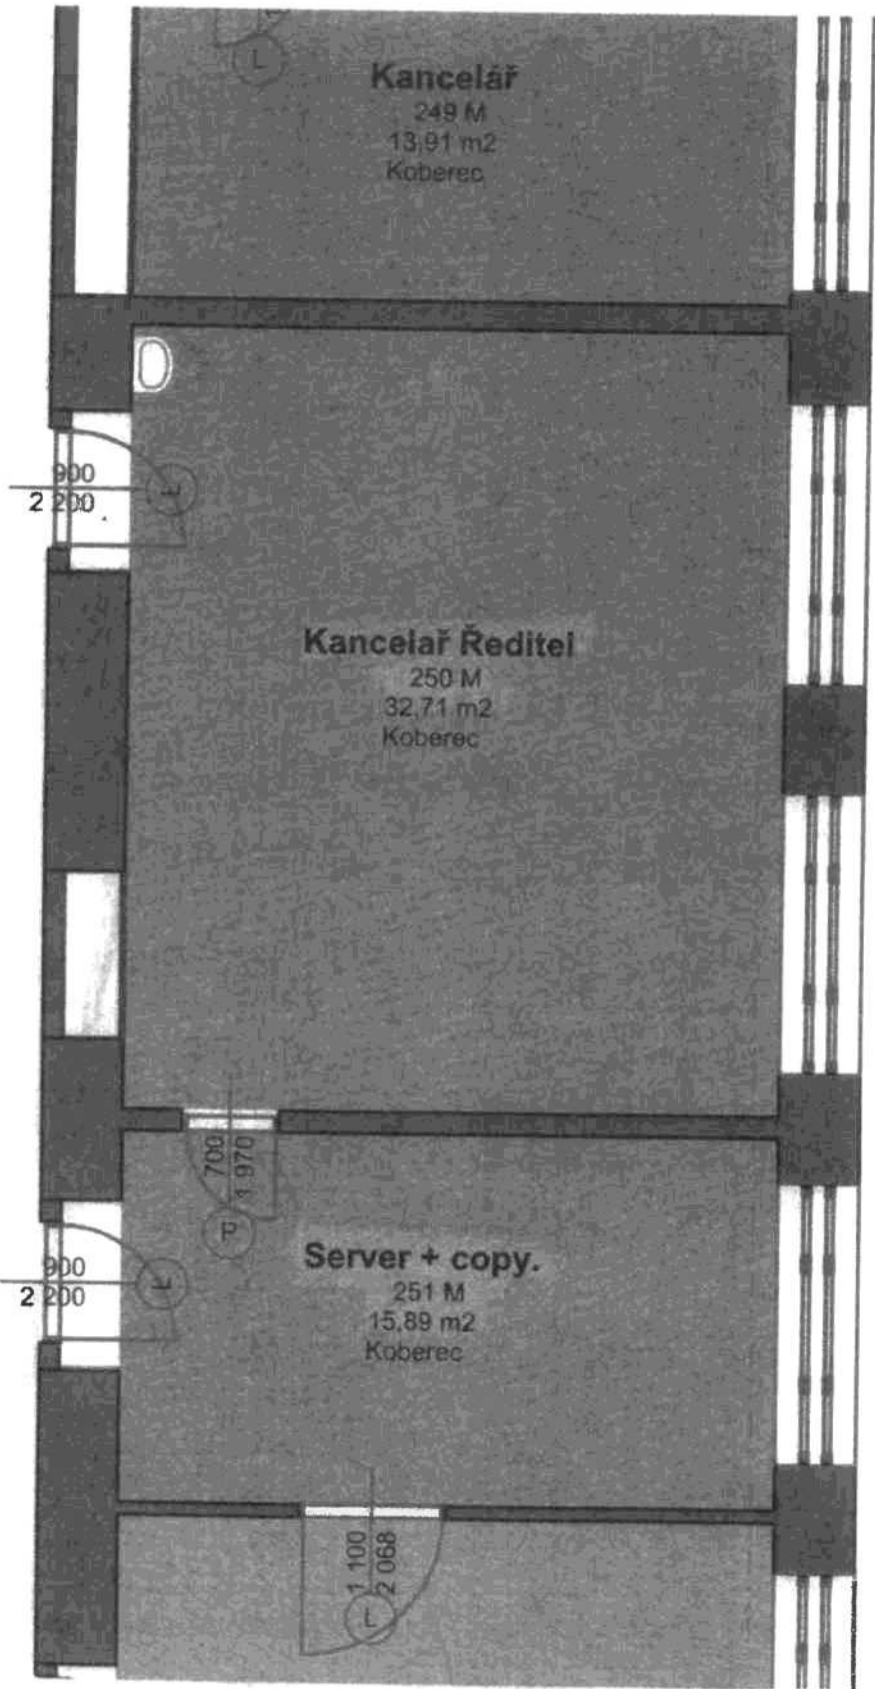 L
Kancelář
249 M
13,91 m2
Koberec
900
2 200
L
Kancelař Ředitel
250 M
32,71 m2
Koberec
700
1 970
P
Server + copy.
251 M
15,89 m2
Koberec
900
2 200
L
1 100
2 068
L